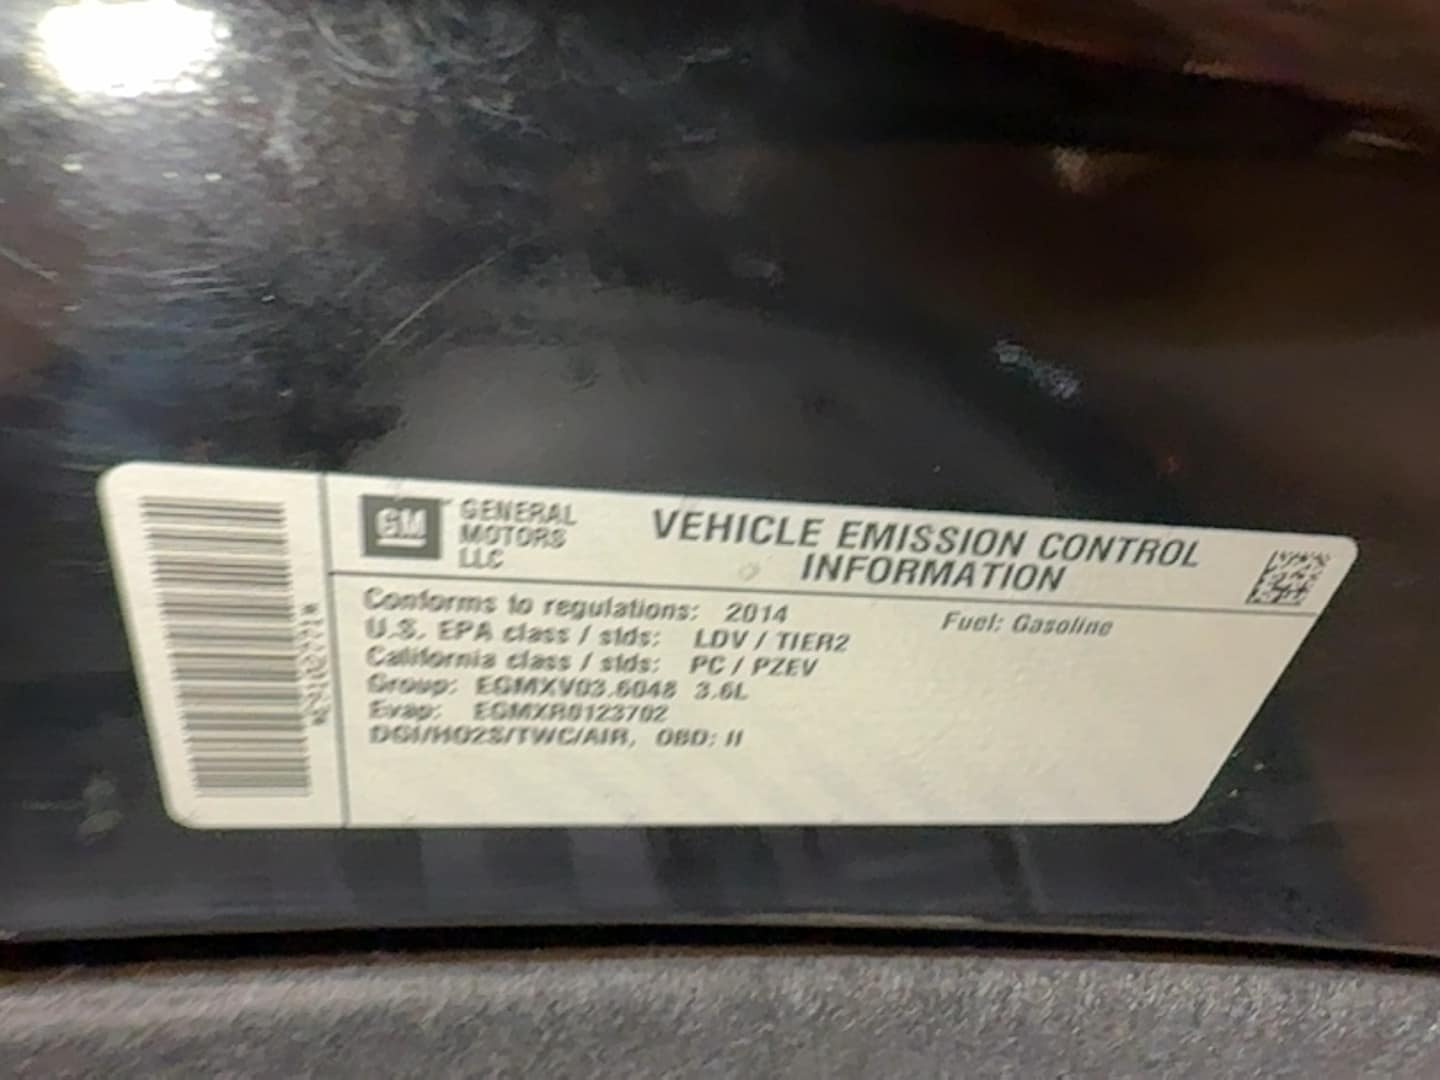 GM
GENERAL
MOTORS
LLC
VEHICLE EMISSION CONTROL
INFORMATION
Conforms to regulations: 2014
Fuel: Gasoline
U.S. EPA class / stds: LDV / TIER2
California class / stds: PC / PZEV
Group: EGMXV03.6048 3.6L
Evap: EGMXR0123702
DGI/HO2S/TWC/AIR, OBD: II